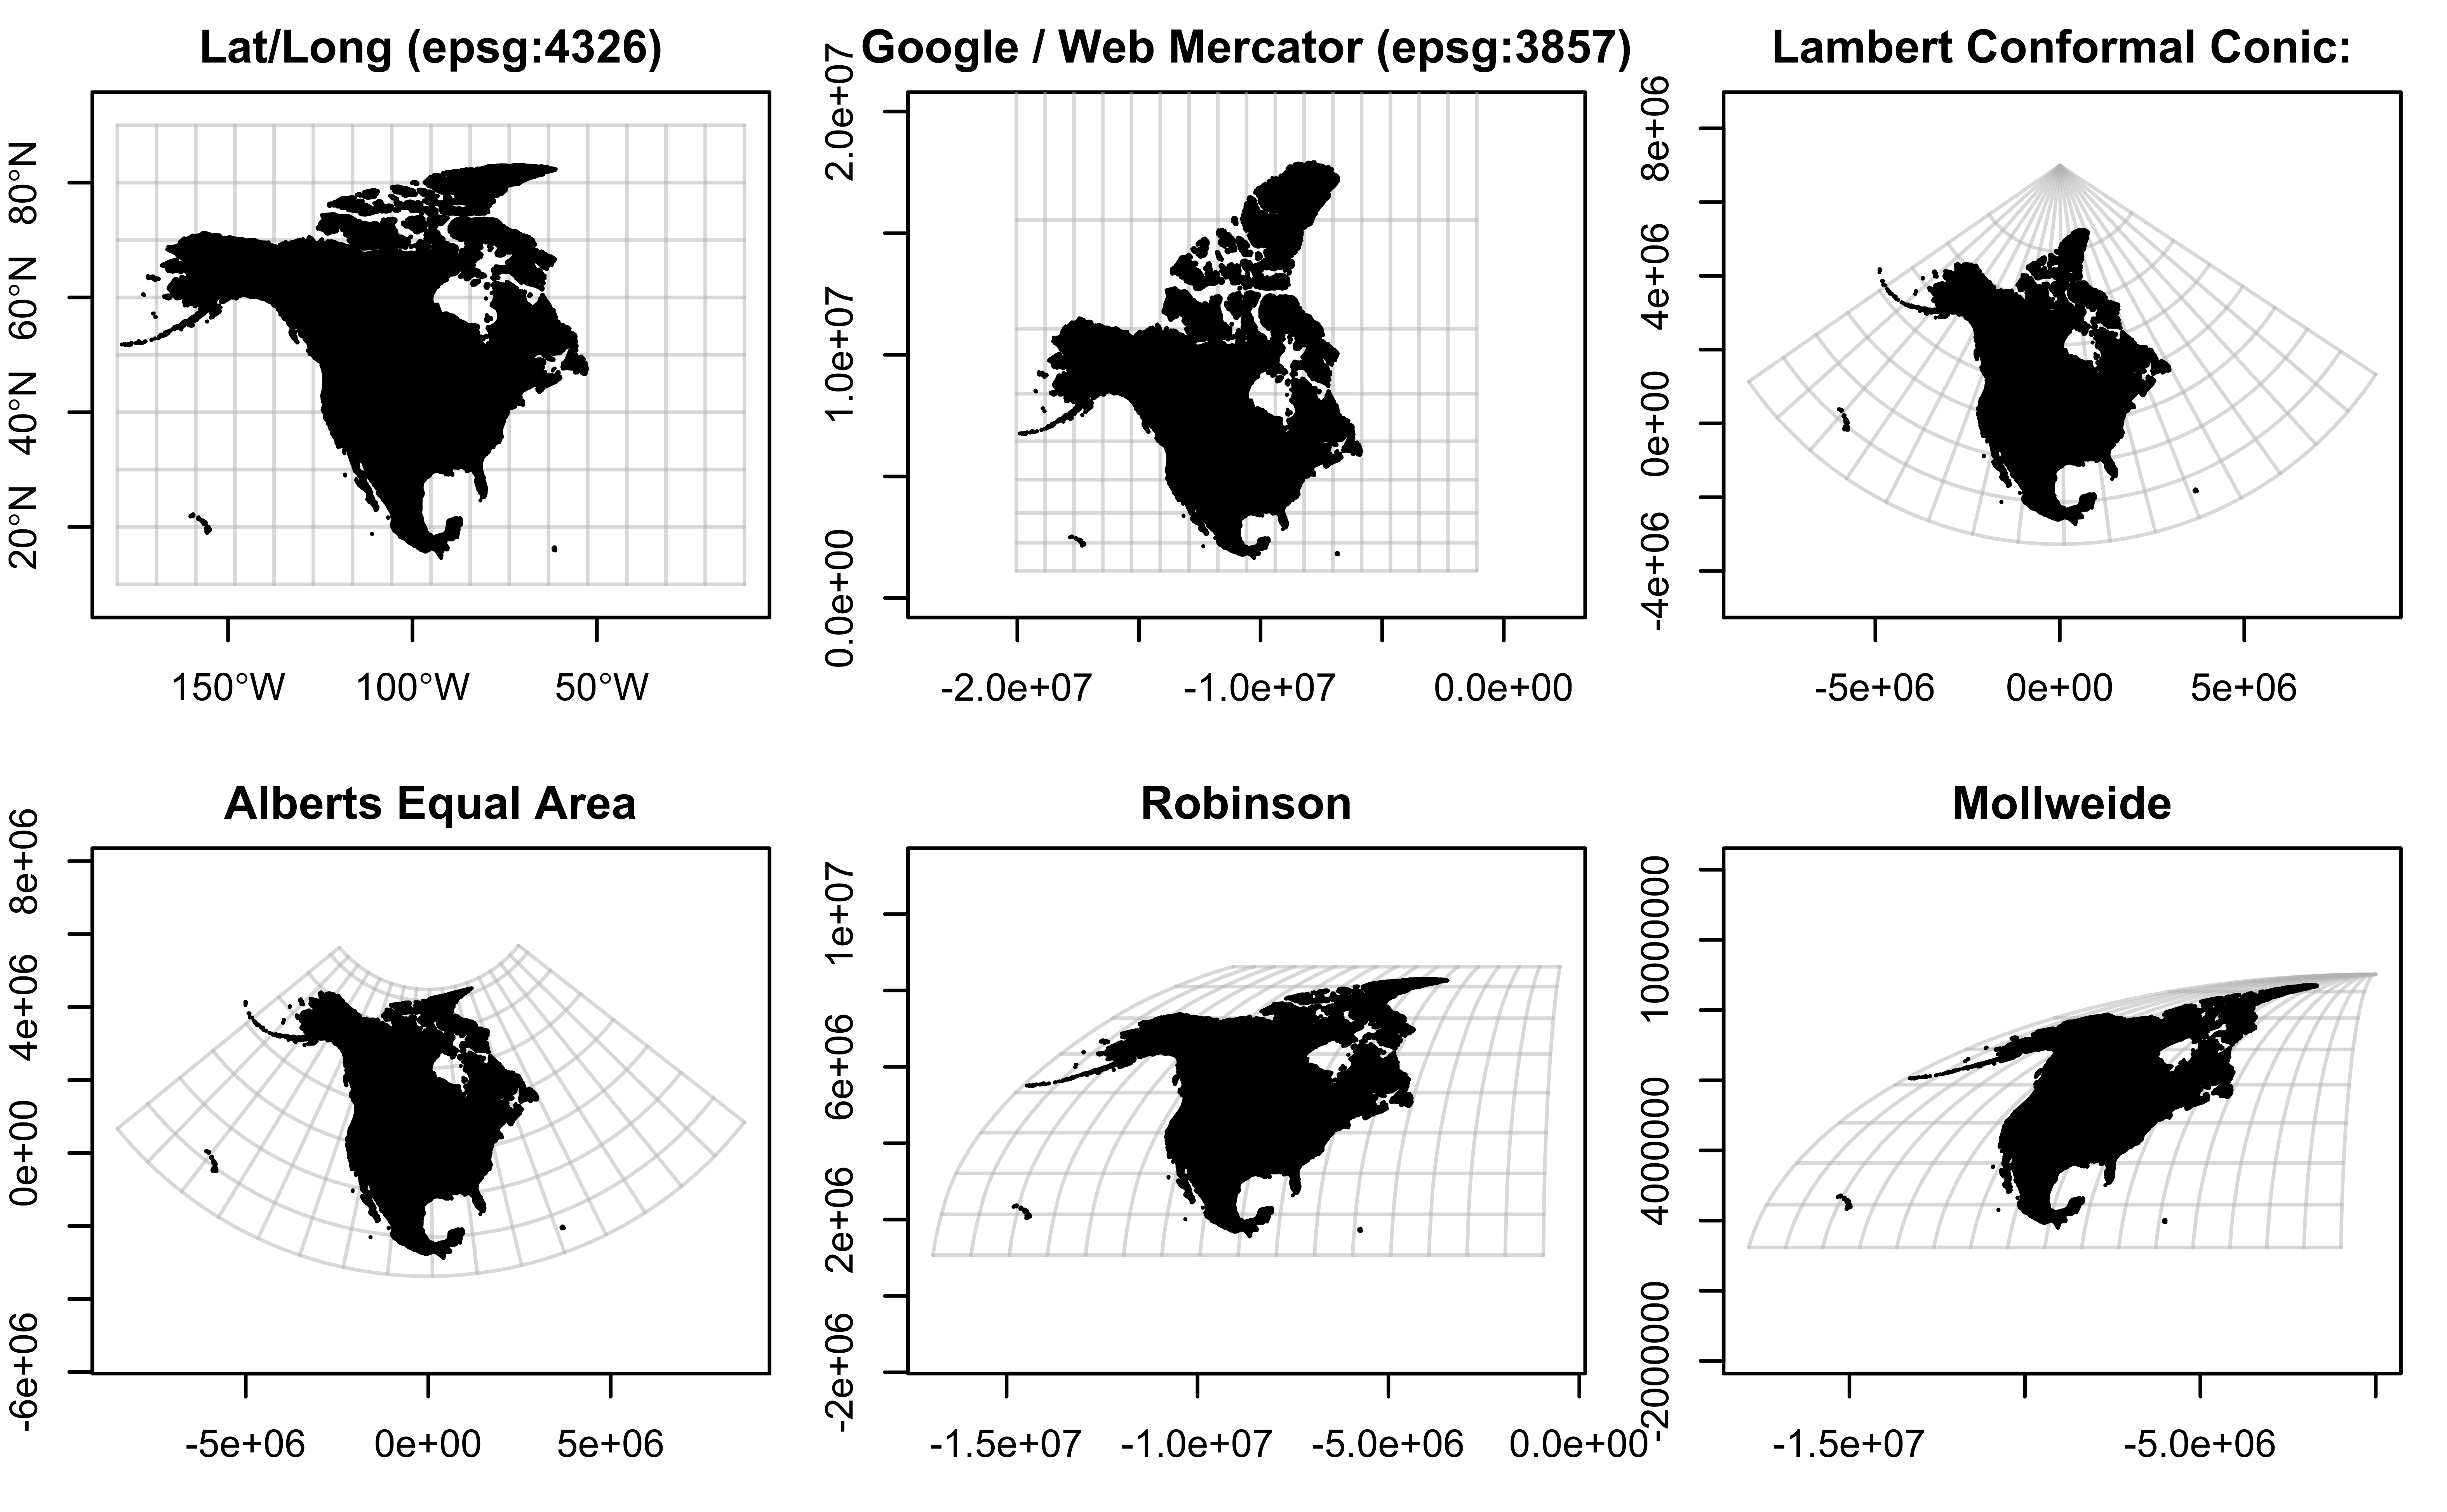 Lat/Long (epsg:4326)
80°N
60°N
40°N
20°N
150°W 100°W 50°W
Google / Web Mercator (epsg:3857)
2.0e+07
1.0e+07
0.0e+00
-2.0e+07 -1.0e+07 0.0e+00
Lambert Conformal Conic:
8e+06
4e+06
0e+00
-4e+06
-5e+06 0e+00 5e+06
Alberts Equal Area
8e+06
4e+06
0e+00
-6e+06
-5e+06 0e+00 5e+06
Robinson
1e+07
6e+06
2e+06
-2e+06
-1.5e+07 -1.0e+07 -5.0e+06 0.0e+00
Mollweide
10000000
4000000
-2000000
-1.5e+07 -5.0e+06